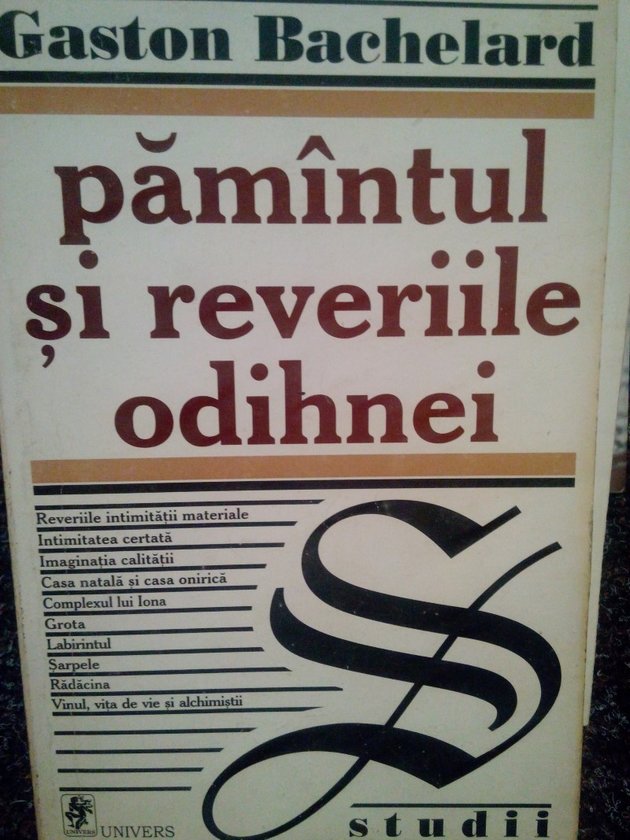 Gaston Bachelard
pămîntul
și reveriile
odihnei
Reveriile intimității materiale
Intimitatea certată
Imaginația calității
Casa natală și casa onirică
Complexul lui Iona
Grota
Labirintul
Șarpele
Rădăcina
Vinul, vița de vie și alchimiștii
S
UNIVERS
UNIVERS
studii